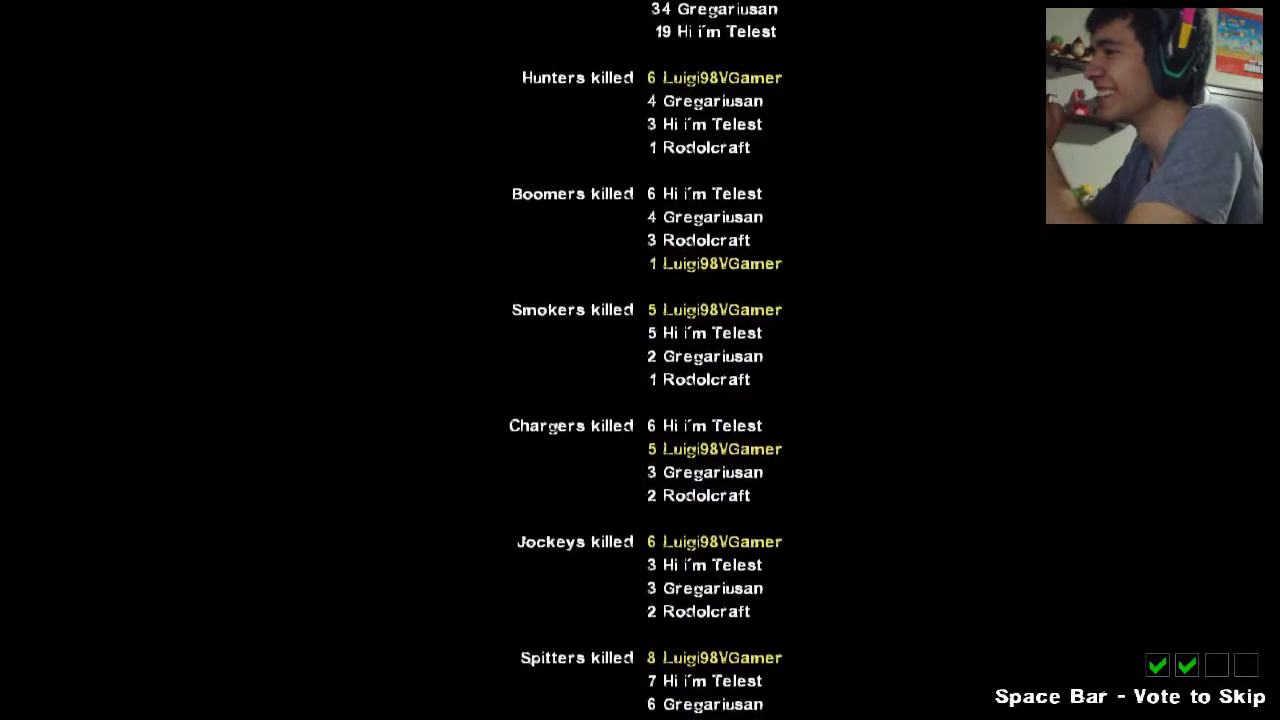 34 Gregariusan
19 Hi i´m Telest
Hunters killed 6 Luigi98VGamer
4 Gregariusan
3 Hi i´m Telest
1 Rodolcraft
Boomers killed 6 Hi i´m Telest
4 Gregariusan
3 Rodolcraft
1 Luigi98VGamer
Smokers killed 5 Luigi98VGamer
5 Hi i´m Telest
2 Gregariusan
1 Rodolcraft
Chargers killed 6 Hi i´m Telest
5 Luigi98VGamer
3 Gregariusan
2 Rodolcraft
Jockeys killed 6 Luigi98VGamer
3 Hi i´m Telest
3 Gregariusan
2 Rodolcraft
Spitters killed 8 Luigi98VGamer
7 Hi i´m Telest
6 Gregariusan
Space Bar - Vote to Skip